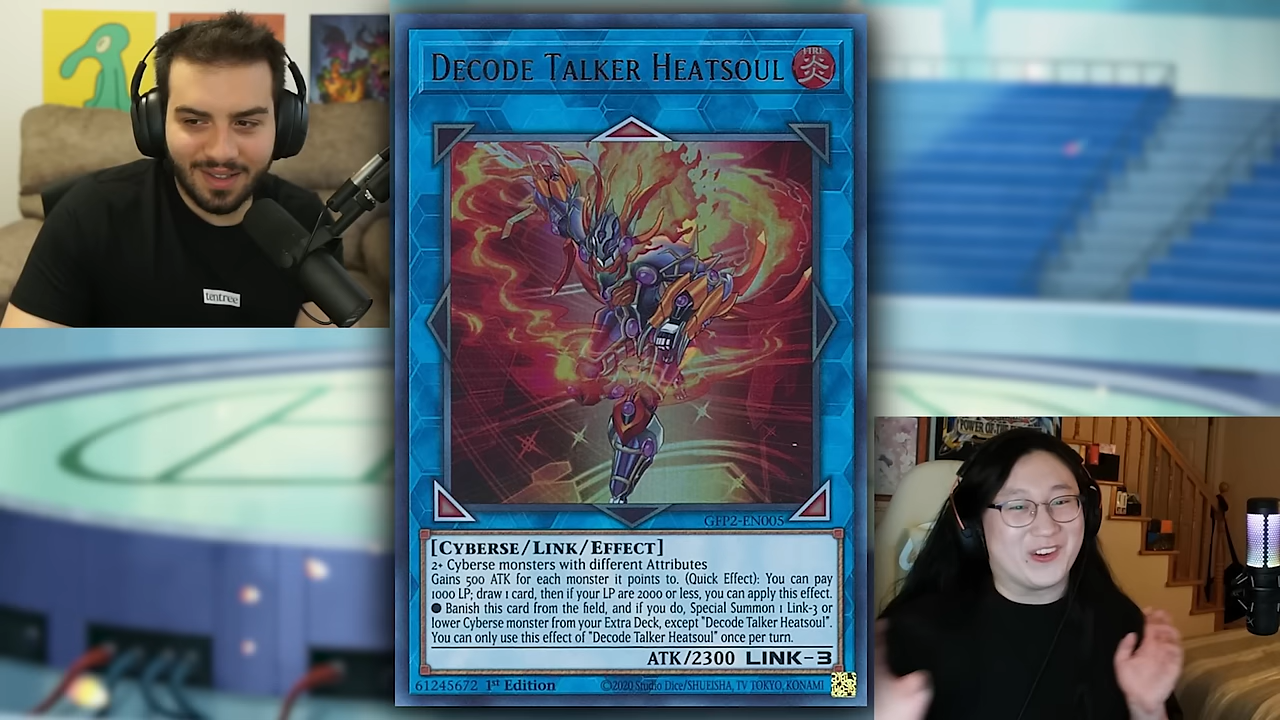 DECODE TALKER HEATSOUL
炎
GFP2-EN005
[CYBERSE/LINK/EFFECT]
2+ Cyberse monsters with different Attributes
Gains 500 ATK for each monster it points to. (Quick Effect): You can pay
1000 LP; draw 1 card, then if your LP are 2000 or less, you can apply this effect.
● Banish this card from the field, and if you do, Special Summon 1 Link-3 or
lower Cyberse monster from your Extra Deck, except "Decode Talker Heatsoul".
You can only use this effect of "Decode Talker Heatsoul" once per turn.
ATK/2300 LINK-3
61245672 1st Edition ©2020 Studio Dice/SHUEISHA, TV TOKYO, KONAMI
tentree
POWER OF THE